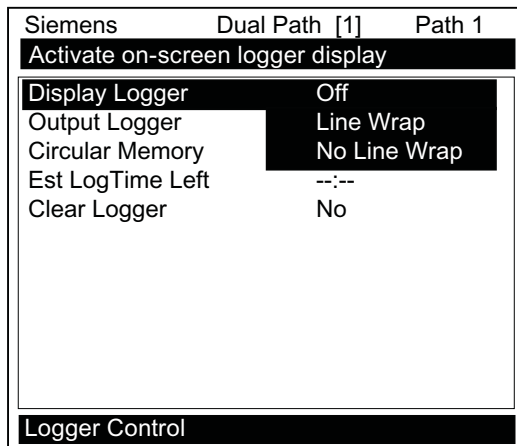 Siemens Dual Path [1] Path 1
Activate on-screen logger display
Display Logger Off
Output Logger Line Wrap
Circular Memory No Line Wrap
Est LogTime Left --:--
Clear Logger No
Logger Control